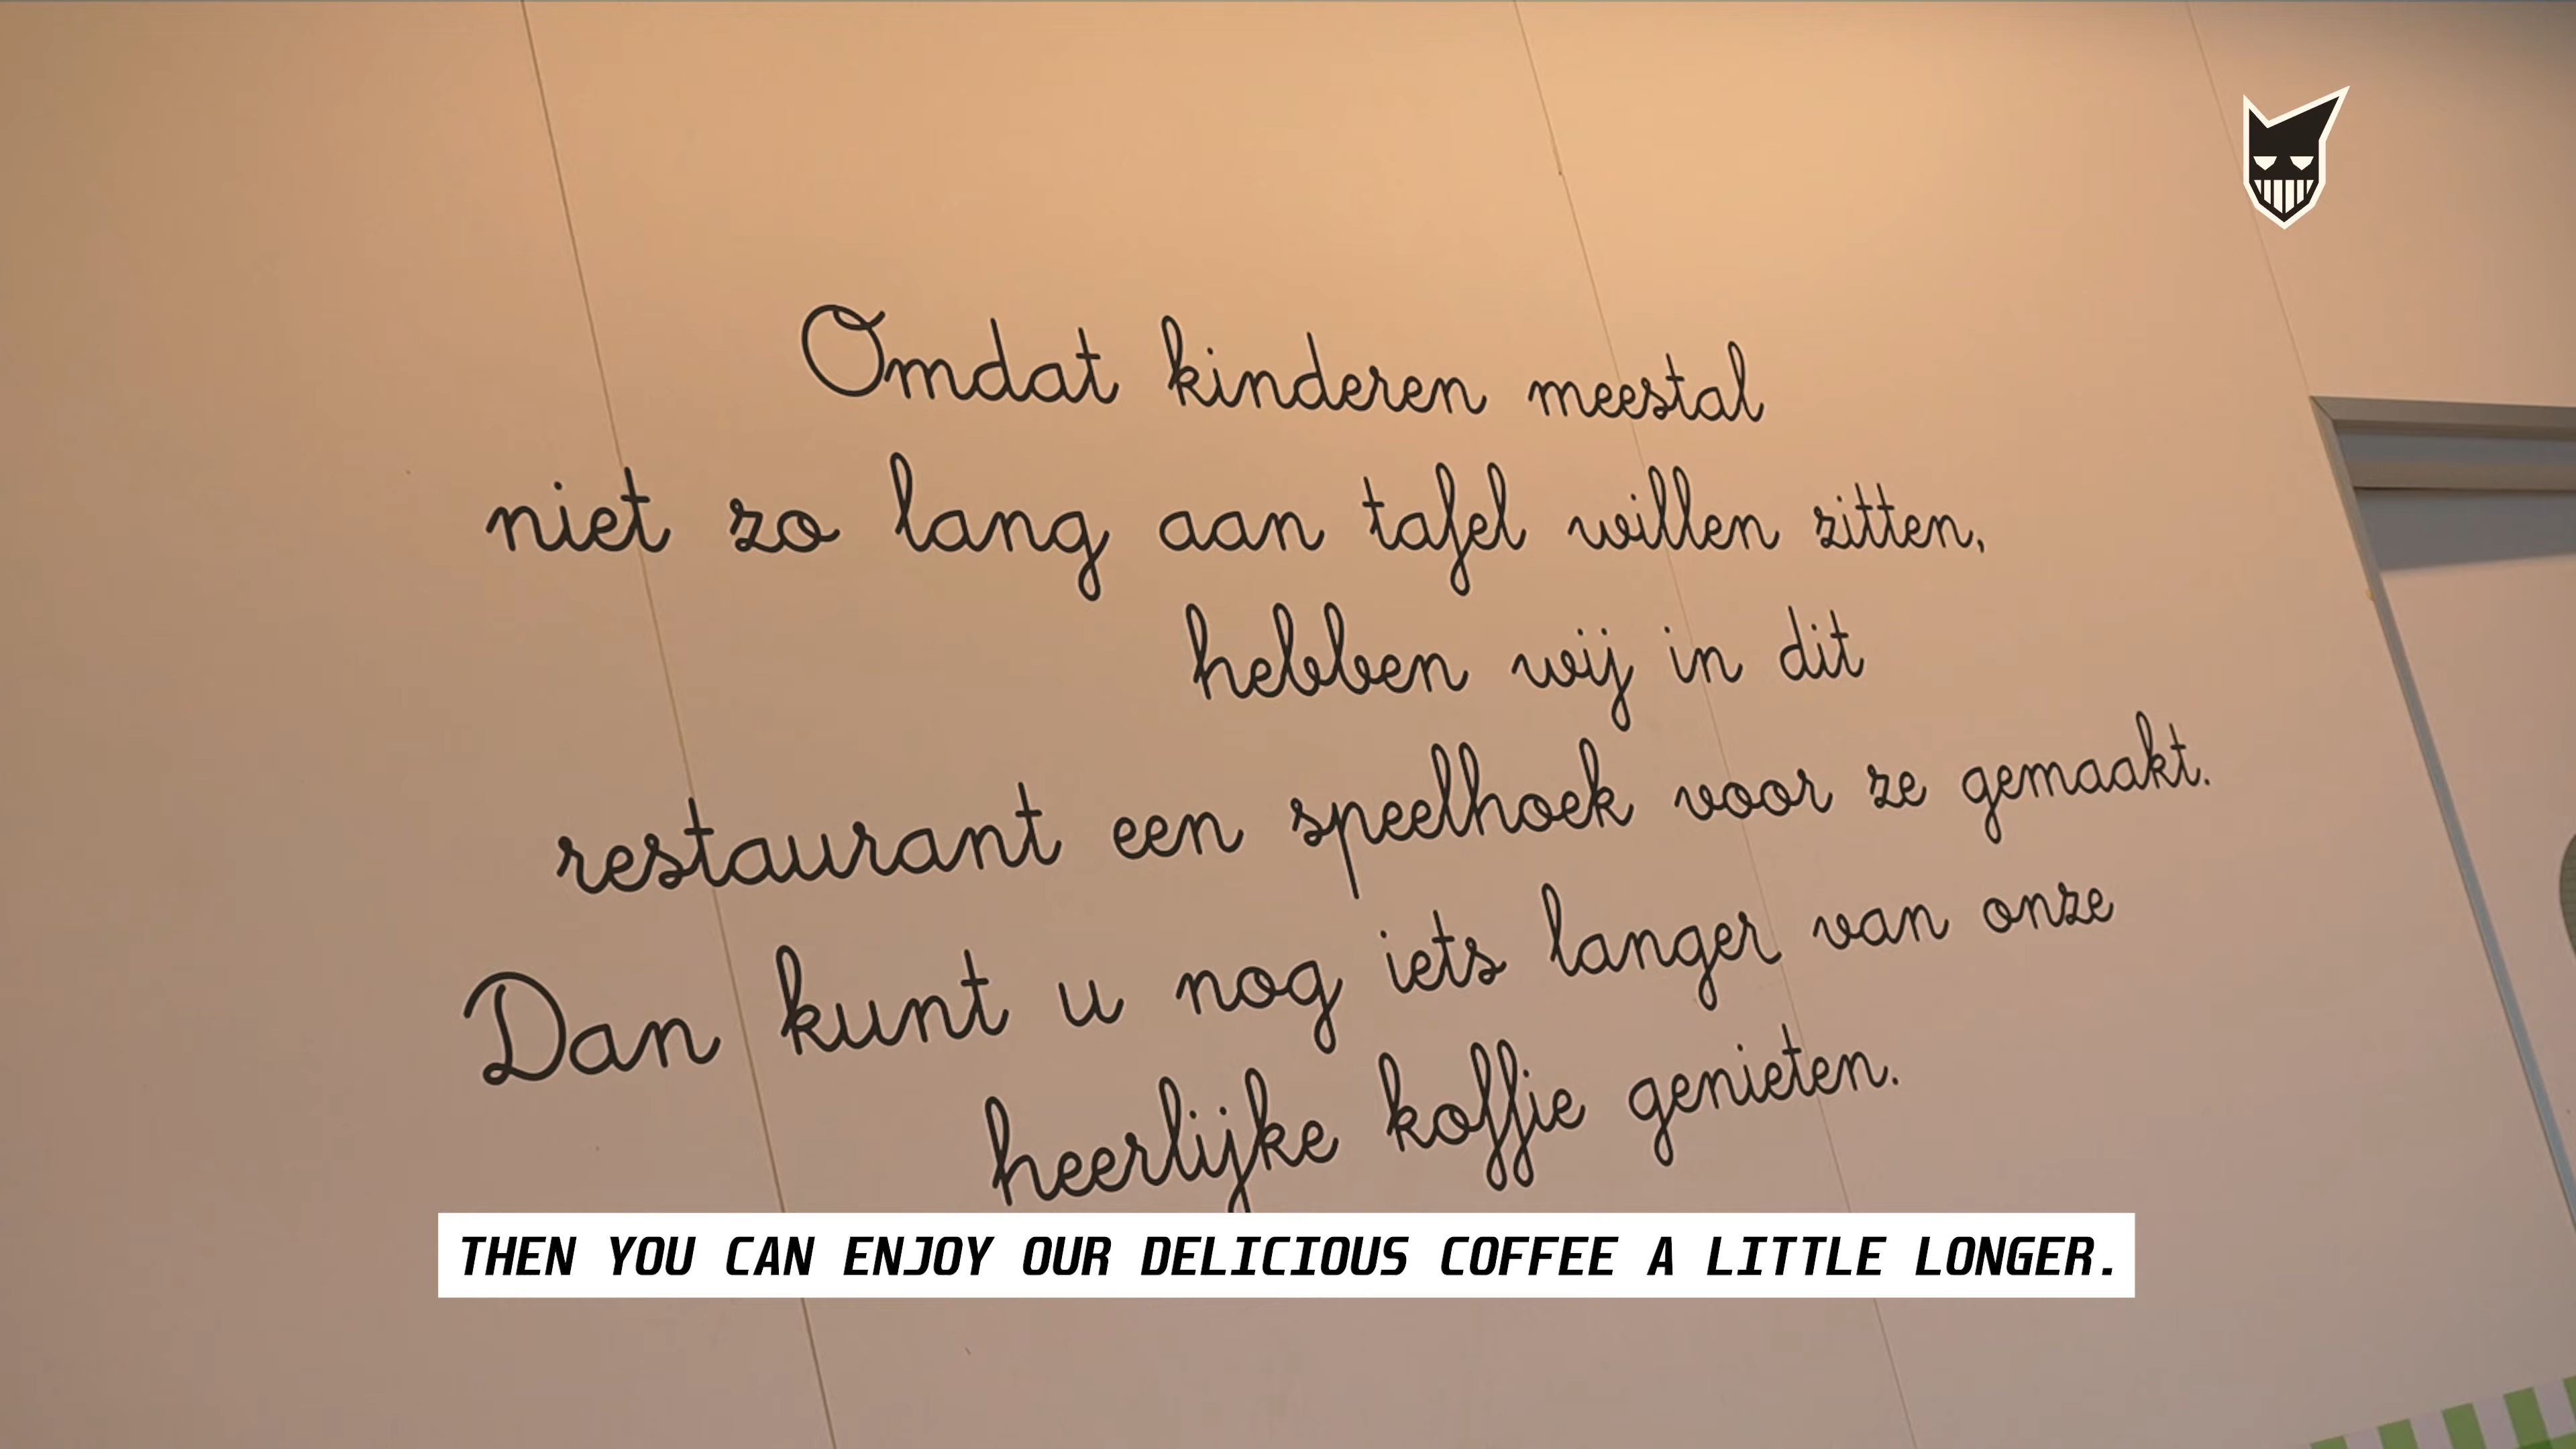 Omdat kinderen meestal
niet zo lang aan tafel willen zitten,
hebben wij in dit
restaurant een speelhoek voor ze gemaakt.
Dan kunt u nog iets langer van onze
heerlijke koffie genieten.
THEN YOU CAN ENJOY OUR DELICIOUS COFFEE A LITTLE LONGER.